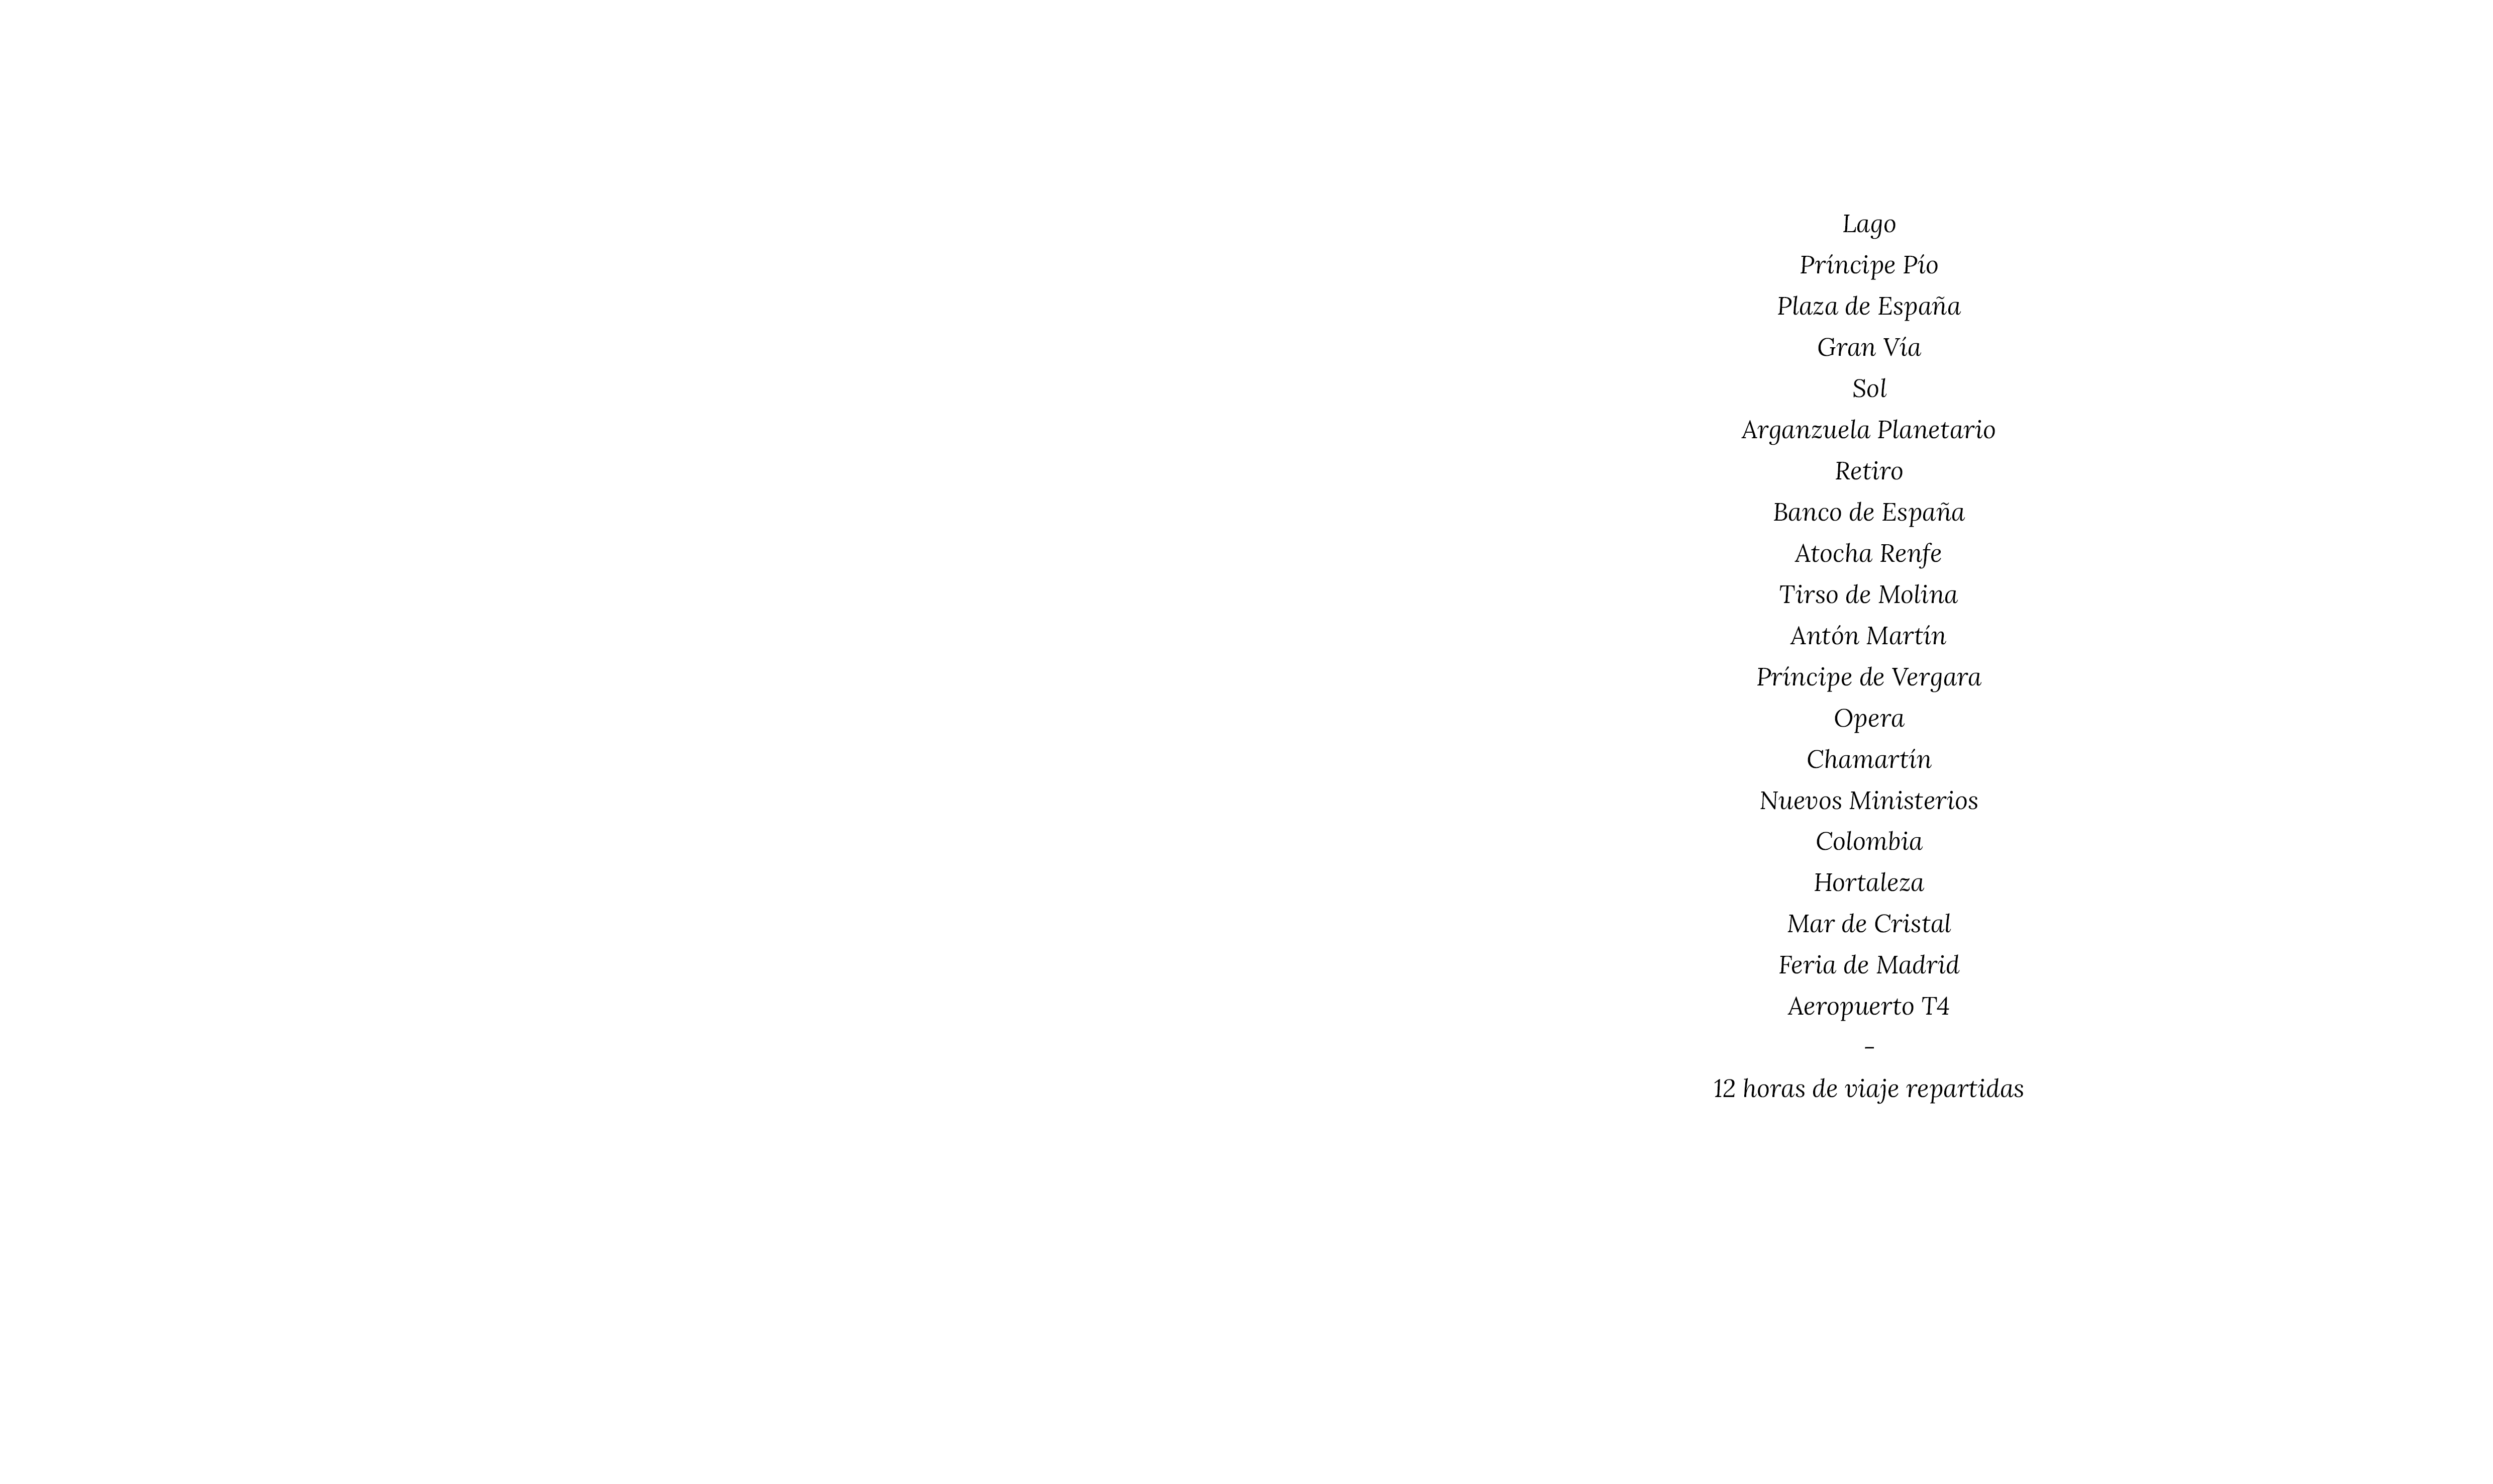 Lago
Príncipe Pío
Plaza de España
Gran Vía
Sol
Arganzuela Planetario
Retiro
Banco de España
Atocha Renfe
Tirso de Molina
Antón Martín
Príncipe de Vergara
Opera
Chamartín
Nuevos Ministerios
Colombia
Hortaleza
Mar de Cristal
Feria de Madrid
Aeropuerto T4
-
12 horas de viaje repartidas